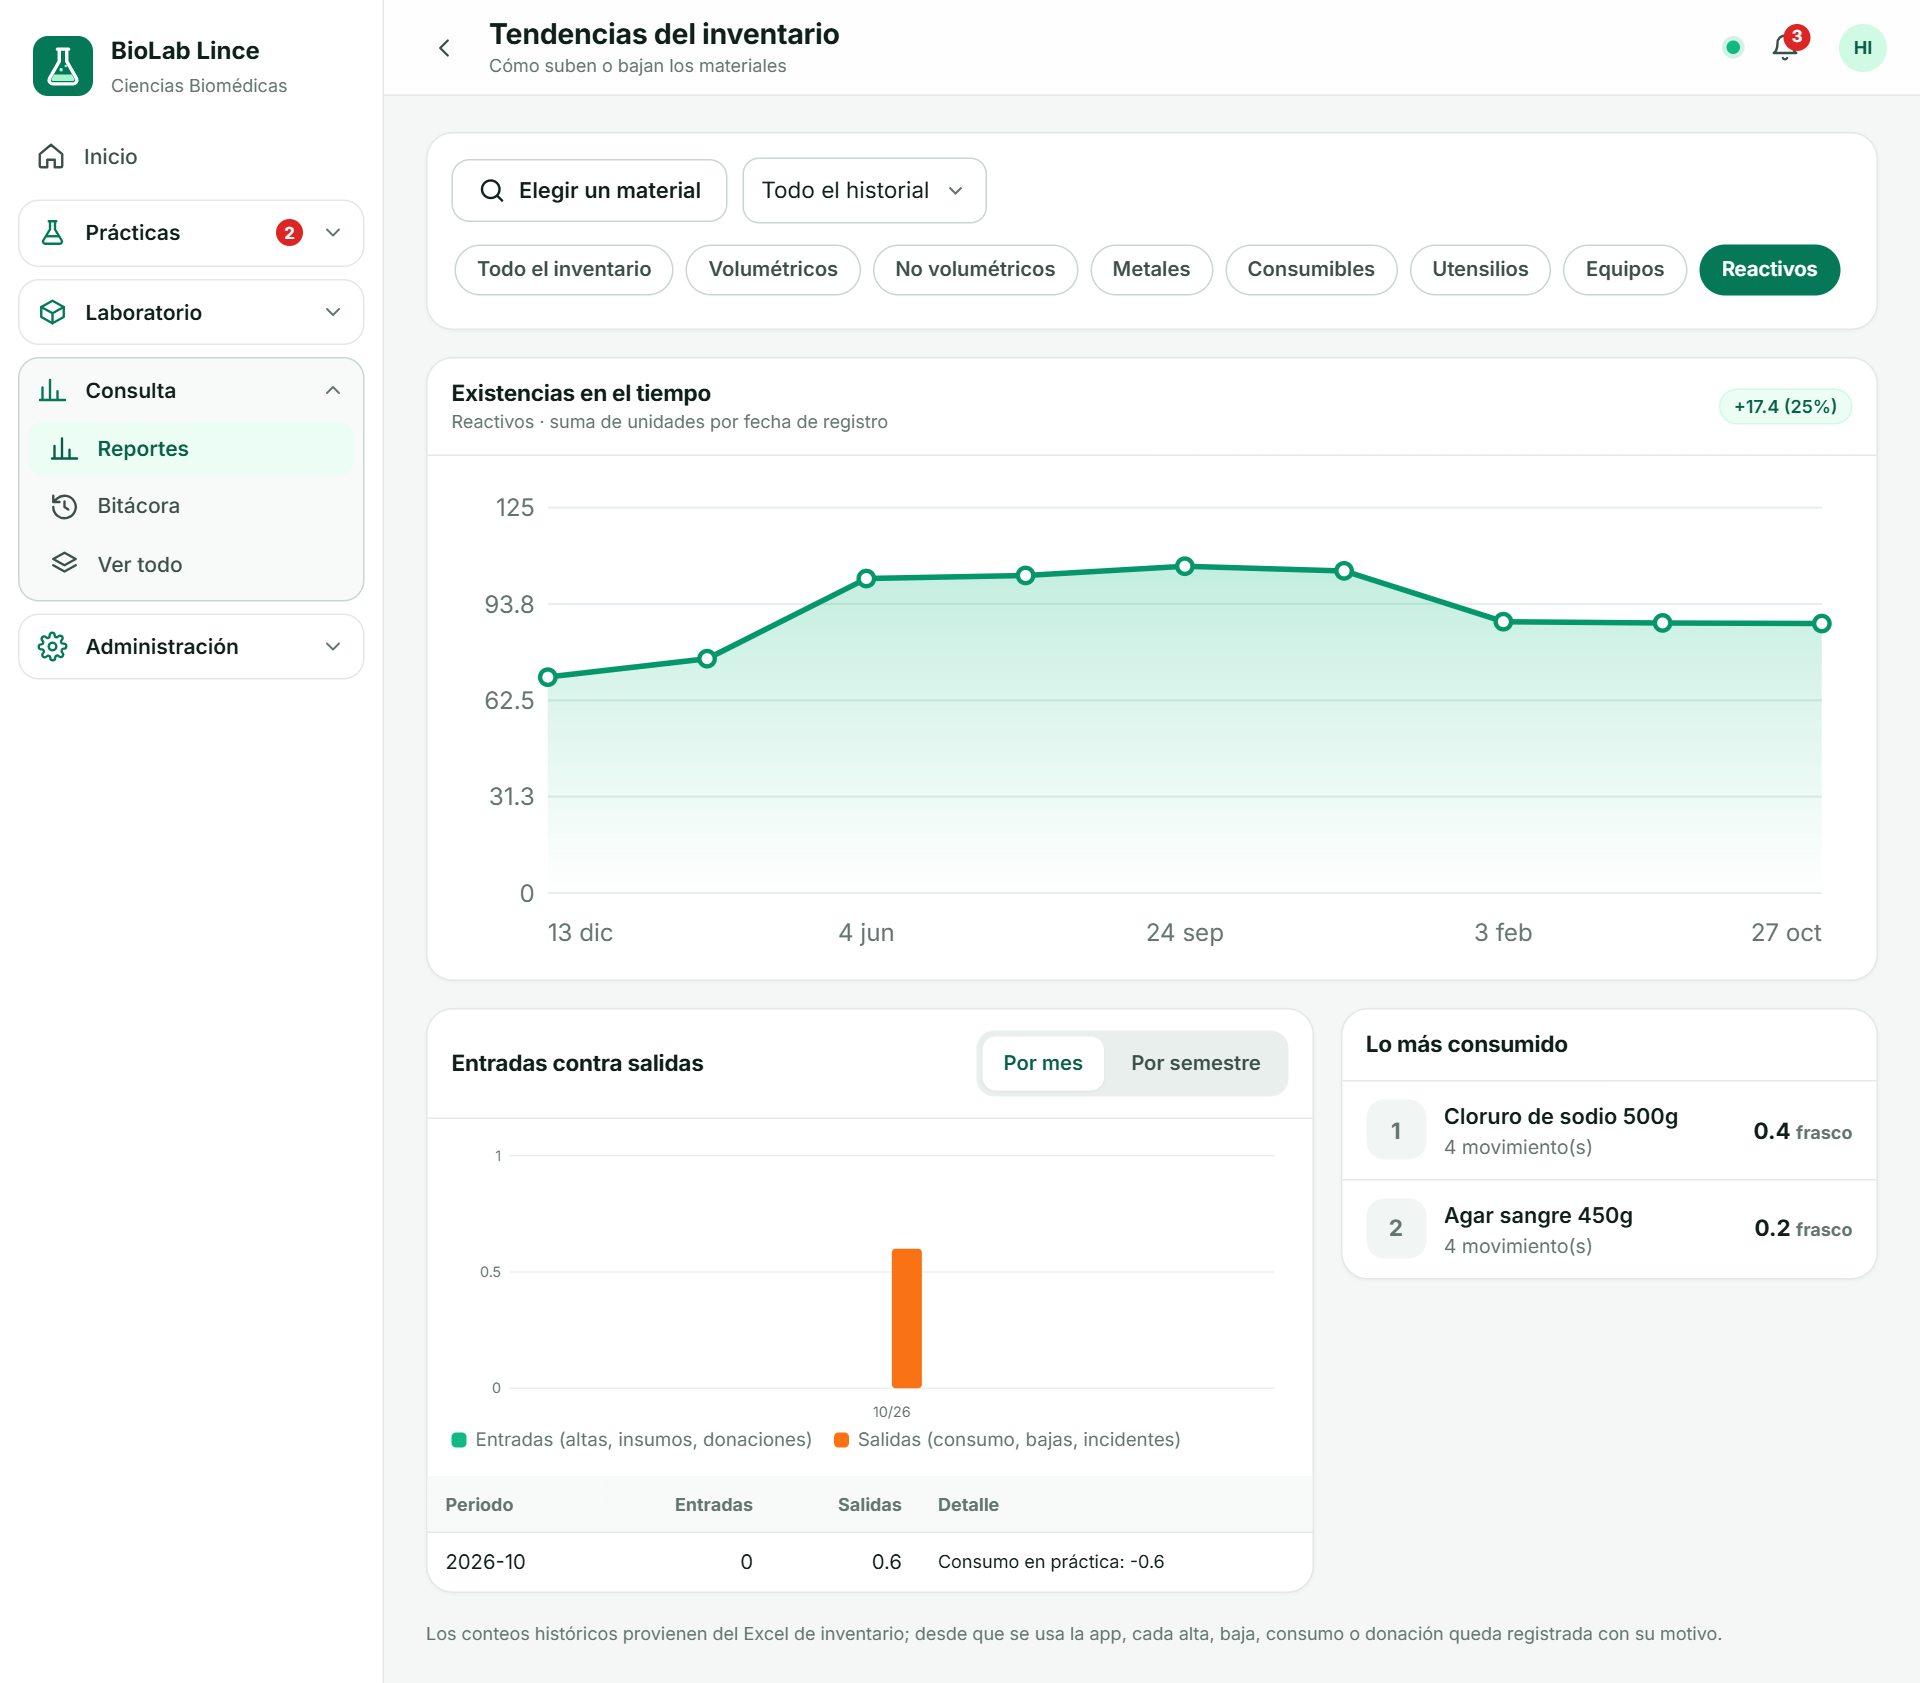 BioLab Lince
Ciencias Biomédicas
Inicio
Prácticas
2
Laboratorio
Consulta
Reportes
Bitácora
Ver todo
Administración
Tendencias del inventario
Cómo suben o bajan los materiales
3
HI
Elegir un material
Todo el historial
Todo el inventario
Volumétricos
No volumétricos
Metales
Consumibles
Utensilios
Equipos
Reactivos
Existencias en el tiempo
Reactivos · suma de unidades por fecha de registro
+17.4 (25%)
125
93.8
62.5
31.3
0
13 dic
4 jun
24 sep
3 feb
27 oct
Entradas contra salidas
Por mes
Por semestre
1
0.5
0
10/26
Entradas (altas, insumos, donaciones)
Salidas (consumo, bajas, incidentes)
Periodo Entradas Salidas Detalle
2026-10 0 0.6 Consumo en práctica: -0.6
Lo más consumido
1
Cloruro de sodio 500g
4 movimiento(s)
0.4 frasco
2
Agar sangre 450g
4 movimiento(s)
0.2 frasco
Los conteos históricos provienen del Excel de inventario; desde que se usa la app, cada alta, baja, consumo o donación queda registrada con su motivo.